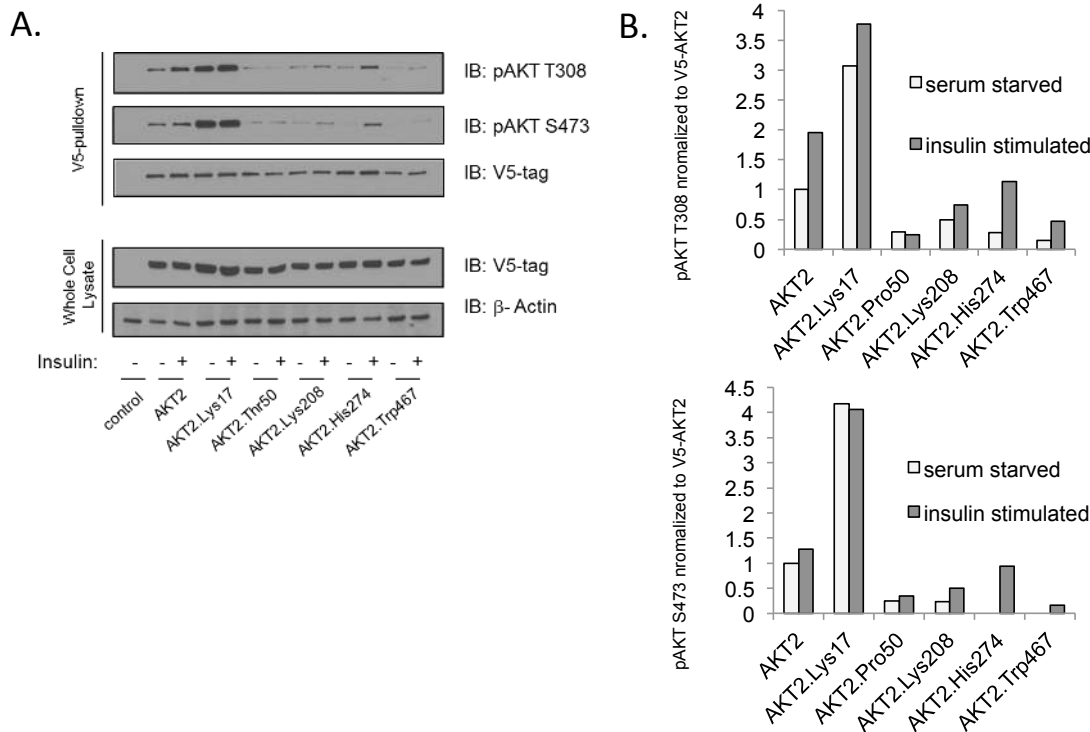 A.
V5-pulldown
IB: pAKT T308
IB: pAKT S473
IB: V5-tag
Whole Cell
Lysate
IB: V5-tag
IB: β- Actin
Insulin: - - + - + - + - + - + - +
control
AKT2
AKT2.Lys17
AKT2.Thr50
AKT2.Lys208
AKT2.His274
AKT2.Trp467
B.
pAKT T308 nromalized to V5-AKT2
4
3.5
3
2.5
2
1.5
1
0.5
0
serum starved
insulin stimulated
AKT2
AKT2.Lys17
AKT2.Pro50
AKT2.Lys208
AKT2.His274
AKT2.Trp467
pAKT S473 nromalized to V5-AKT2
4.5
4
3.5
3
2.5
2
1.5
1
0.5
0
serum starved
insulin stimulated
AKT2
AKT2.Lys17
AKT2.Pro50
AKT2.Lys208
AKT2.His274
AKT2.Trp467